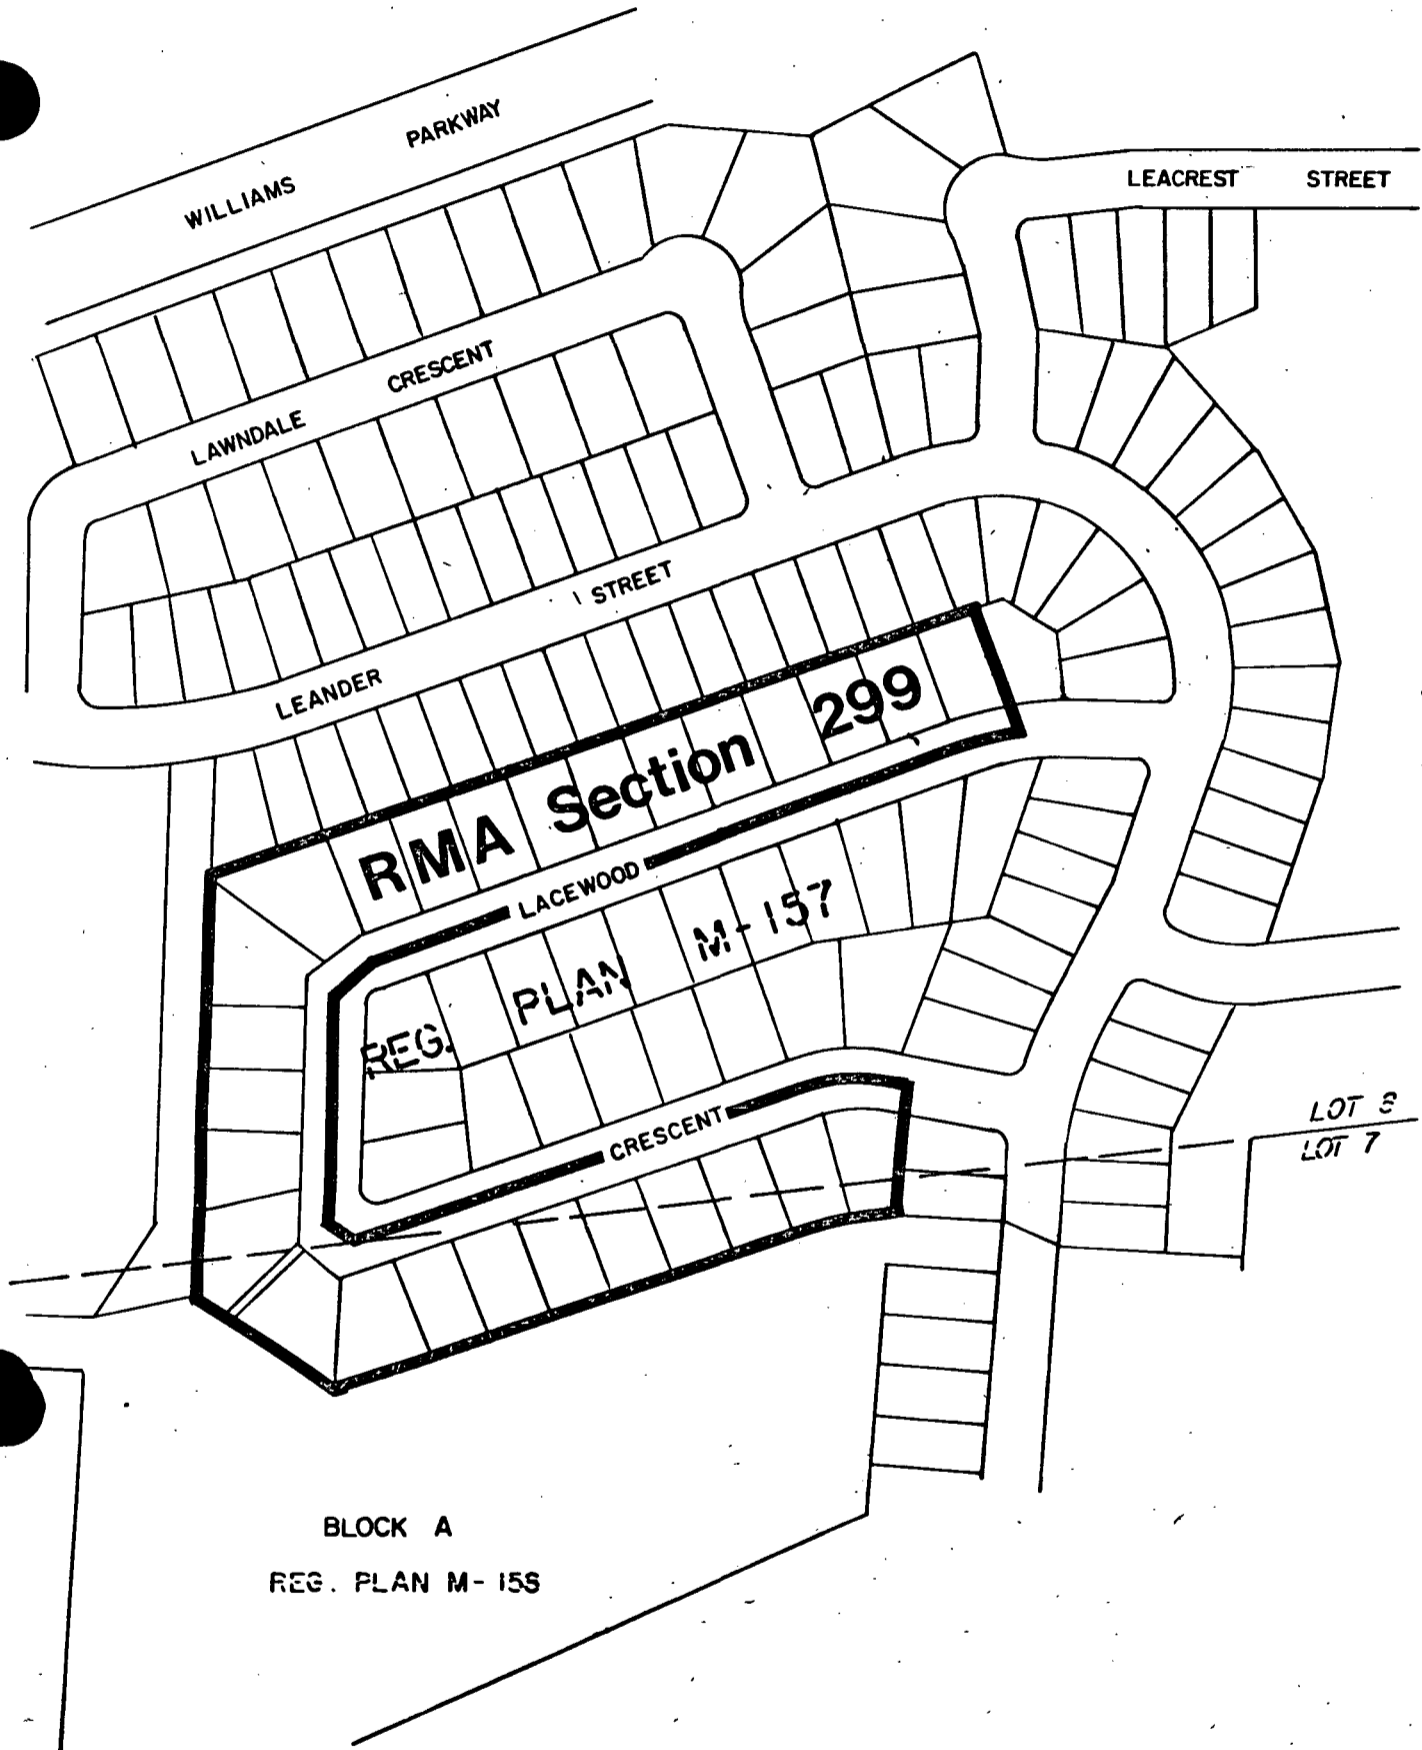 WILLIAMS PARKWAY
LEACREST STREET
LAWNDALE CRESCENT
LEANDER STREET
RMA Section 299
LACEWOOD
REG. PLAN M-157
CRESCENT
LOT 8
LOT 7
BLOCK A
REG. PLAN M-158